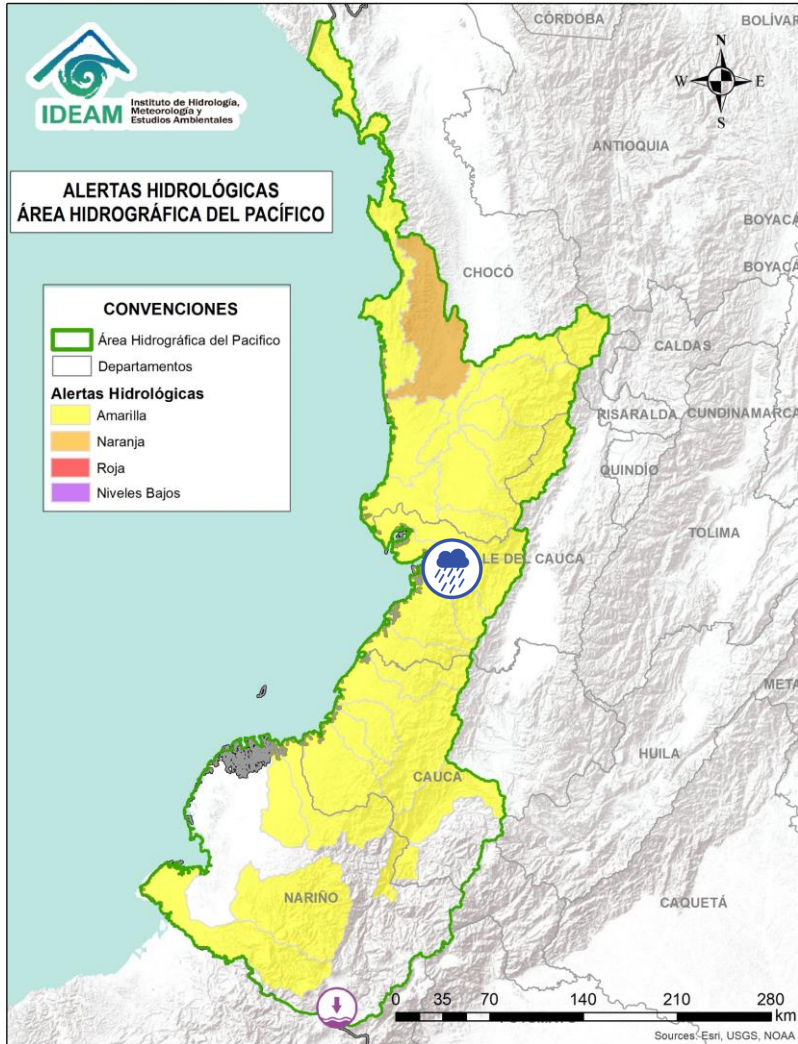 CÓRDOBA
BOLÍVAR
IDEAM
Instituto de Hidrología,
Meteorología y
Estudios Ambientales
N
W E
S
ANTIOQUIA
ALERTAS HIDROLÓGICAS
ÁREA HIDROGRÁFICA DEL PACÍFICO
BOYACÁ
BOYACÁ
CHOCÓ
CONVENCIONES
Área Hidrográfica del Pacífico
Departamentos
Alertas Hidrológicas
Amarilla
Naranja
Roja
Niveles Bajos
CALDAS
RISARALDA
CUNDINAMARCA
QUINDÍO
TOLIMA
LE DEL CAUCA
META
HUILA
CAUCA
NARIÑO
CAQUETÁ
0 35 70 140 210 280
km
Sources: Esri, USGS, NOAA